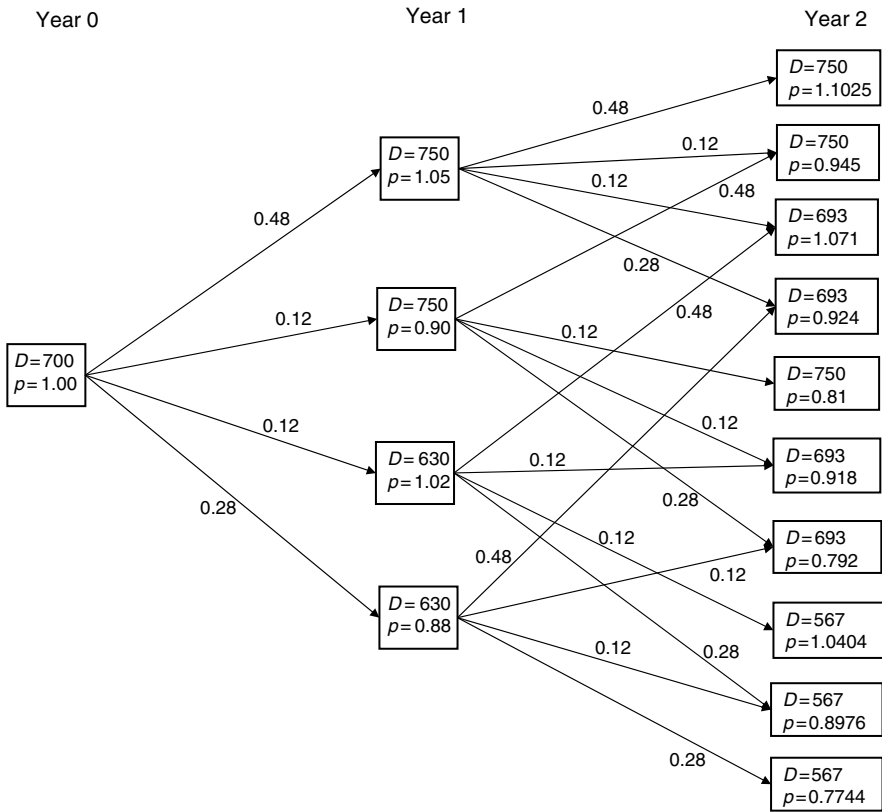 Year 0
Year 1
Year 2
D=700
p=1.00
0.48
0.12
0.12
0.28
D=750
p=1.05
D=750
p=0.90
D=630
p=1.02
D=630
p=0.88
0.48
0.12
0.12
0.28
0.48
0.12
0.12
0.28
0.48
0.12
0.12
0.28
0.48
0.12
0.28
D=750
p=1.1025
D=750
p=0.945
D=693
p=1.071
D=693
p=0.924
D=750
p=0.81
D=693
p=0.918
D=693
p=0.792
D=567
p=1.0404
D=567
p=0.8976
D=567
p=0.7744